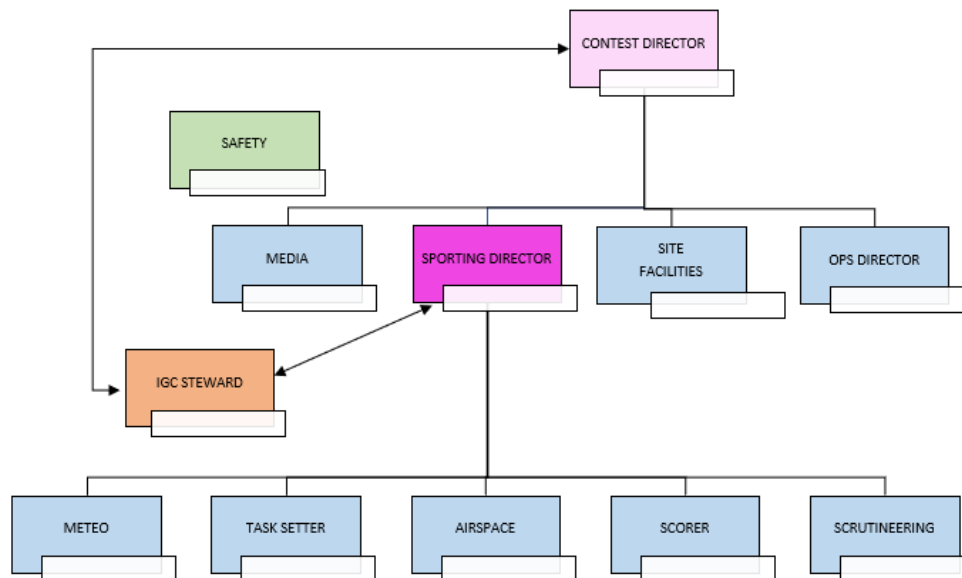 CONTEST DIRECTOR
SAFETY
MEDIA
SPORTING DIRECTOR
SITE
FACILITIES
OPS DIRECTOR
IGC STEWARD
METEO
TASK SETTER
AIRSPACE
SCORER
SCRUTINEERING